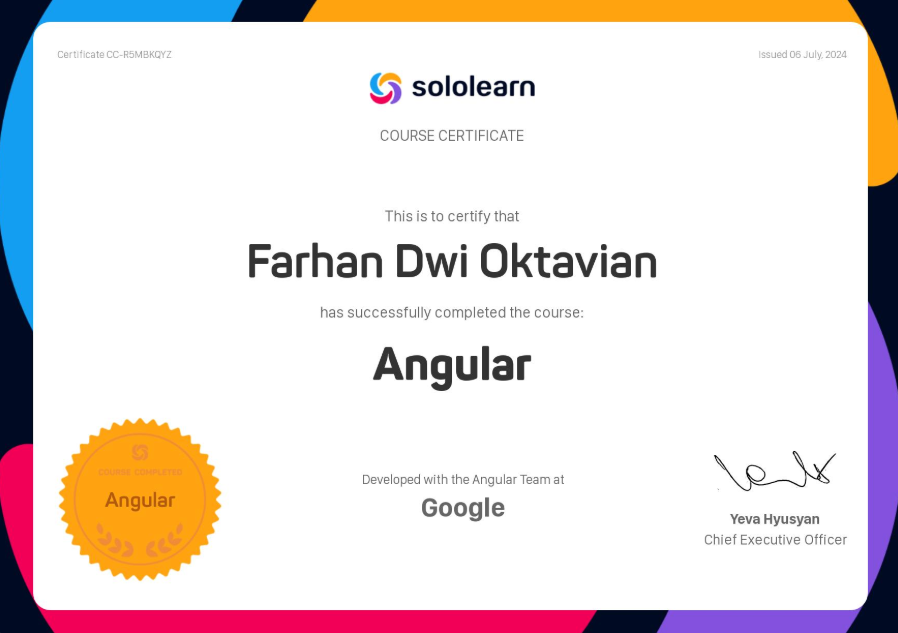 Certificate CC-R5MBKQYZ
Issued 06 July, 2024
sololearn
COURSE CERTIFICATE
This is to certify that
Farhan Dwi Oktavian
has successfully completed the course:
Angular
COURSE COMPLETED
Angular
Developed with the Angular Team at
Google
Yeva Hyusyan
Chief Executive Officer